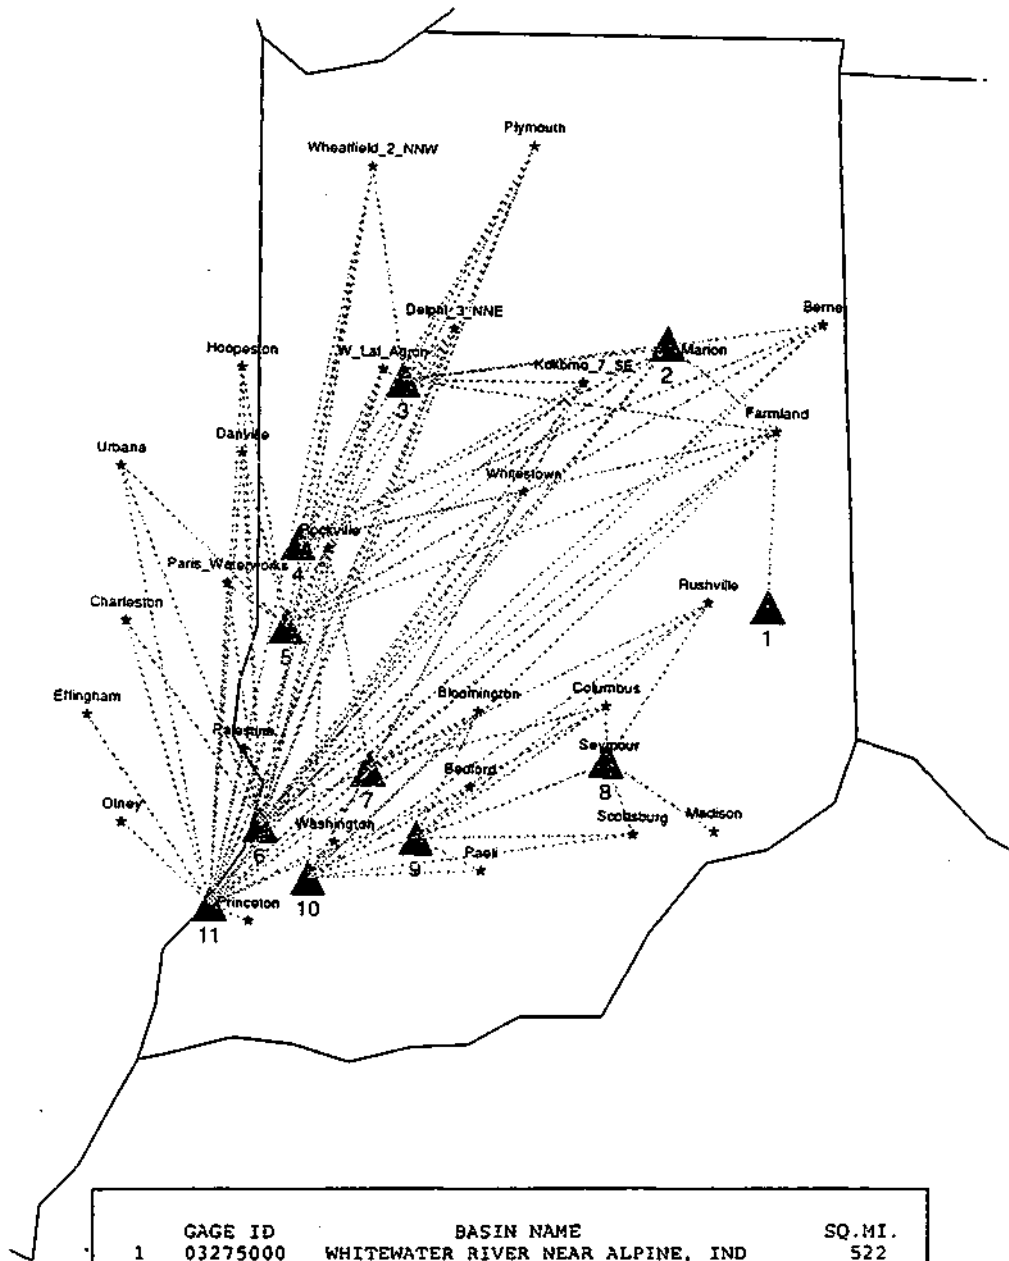 Plymouth
Wheatfield_2_NNW
Delphi_3_NNE
Berne
Hoopeston
W_Laf_Agron
Marion
Kokomo_7_SE
2
3
Farmland
Danville
Urbana
Whitestown
Rockville
4
Paris_Waterworks
Rushville
Charleston
1
5
Effingham
Bloomington
Columbus
Palestine
Seymour
Bedford
7
8
Olney
Washington
Scottsburg
Madison
6
Paoli
9
10
Princeton
11
GAGE ID BASIN NAME SQ.MI.
1 03275000 WHITEWATER RIVER NEAR ALPINE, IND 522